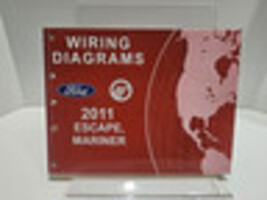 WIRING
DIAGRAMS
Ford
2011
ESCAPE,
MARINER